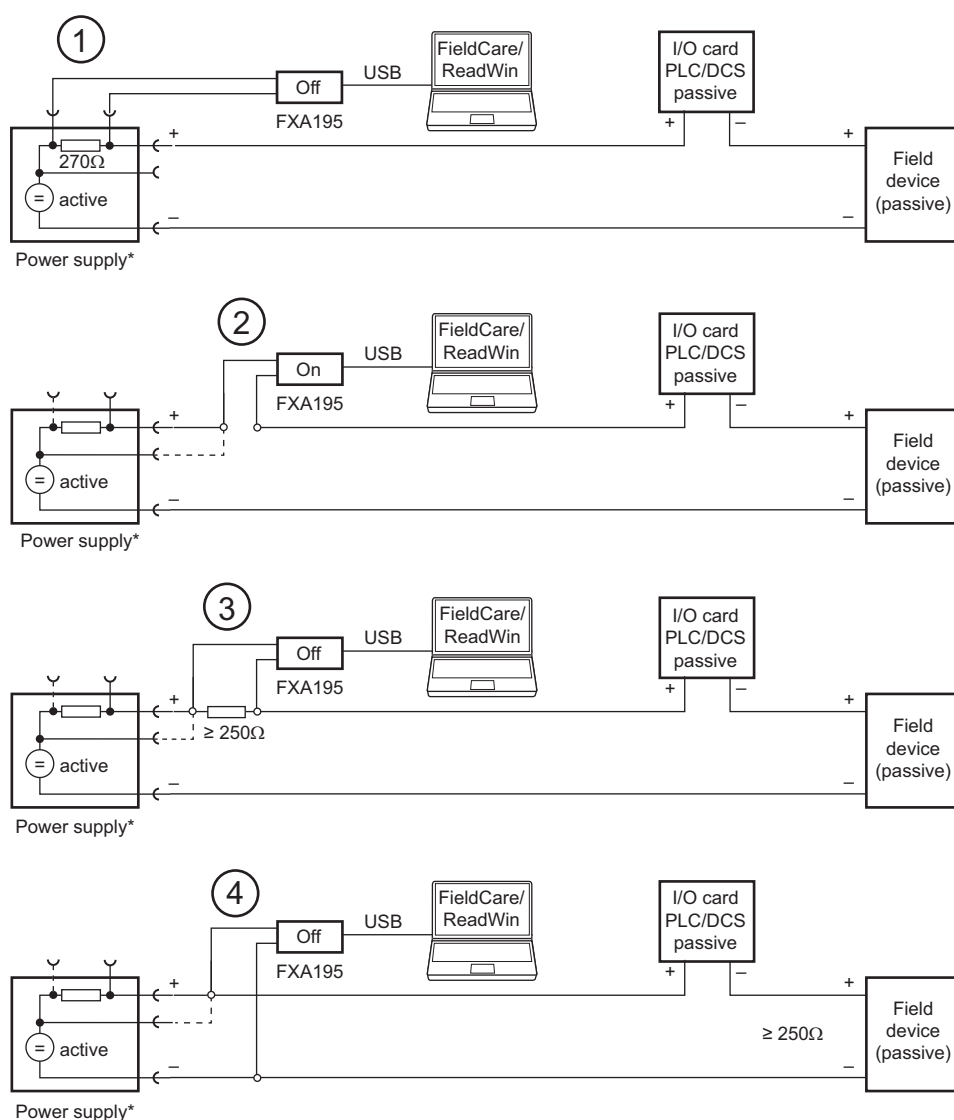 1
FieldCare/
ReadWin
USB
Off
FXA195
I/O card
PLC/DCS
passive
+
–
+
–
+
–
270Ω
=
active
Field
device
(passive)
Power supply*
2
FieldCare/
ReadWin
USB
On
FXA195
I/O card
PLC/DCS
passive
+
–
+
–
+
–
=
active
Field
device
(passive)
Power supply*
3
FieldCare/
ReadWin
USB
Off
FXA195
I/O card
PLC/DCS
passive
+
–
+
–
+
–
≥ 250Ω
=
active
Field
device
(passive)
Power supply*
4
FieldCare/
ReadWin
USB
Off
FXA195
I/O card
PLC/DCS
passive
+
–
+
–
+
–
≥ 250Ω
=
active
Field
device
(passive)
Power supply*